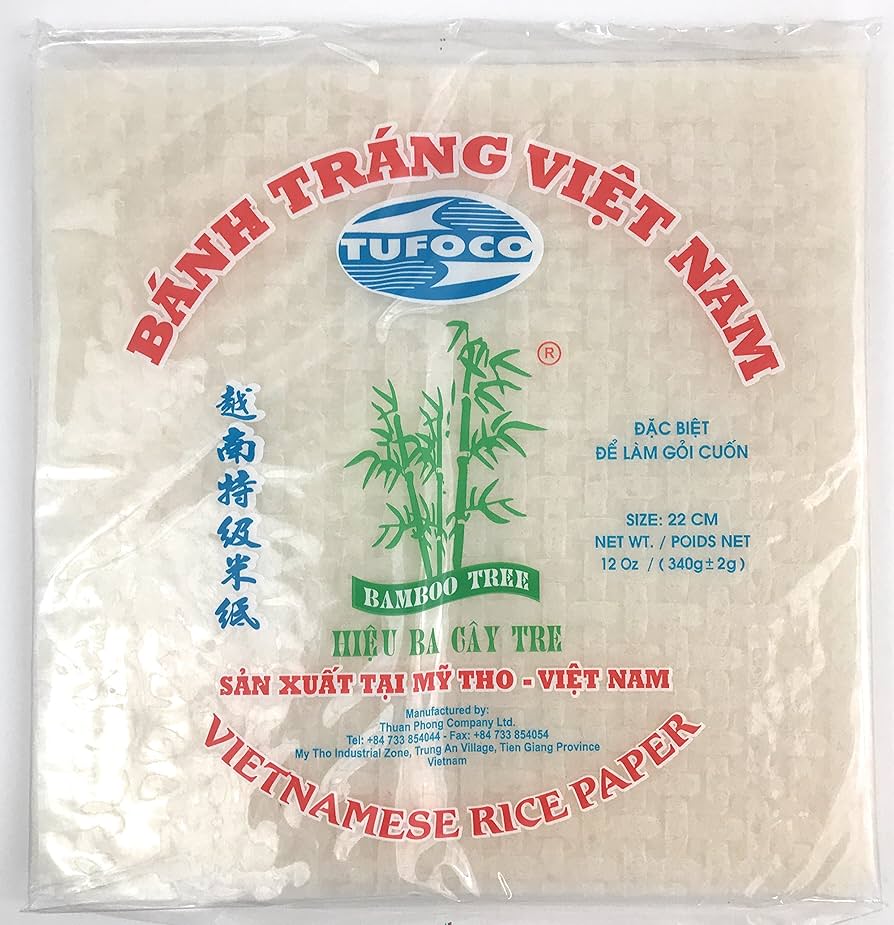 BÁNH TRÁNG VIỆT NAM
TUFOCO
®
越南特级米纸
ĐẶC BIỆT
ĐỂ LÀM GỎI CUỐN
SIZE: 22 CM
NET WT. / POIDS NET
12 Oz / ( 340g ± 2g )
BAMBOO TREE
HIỆU BA CÂY TRE
SẢN XUẤT TẠI MỸ THO - VIỆT NAM
Manufactured by:
Thuan Phong Company Ltd.
Tel: +84 733 854044 - Fax: +84 733 854054
My Tho Industrial Zone, Trung An Village, Tien Giang Province
Vietnam
VIETNAMESE RICE PAPER